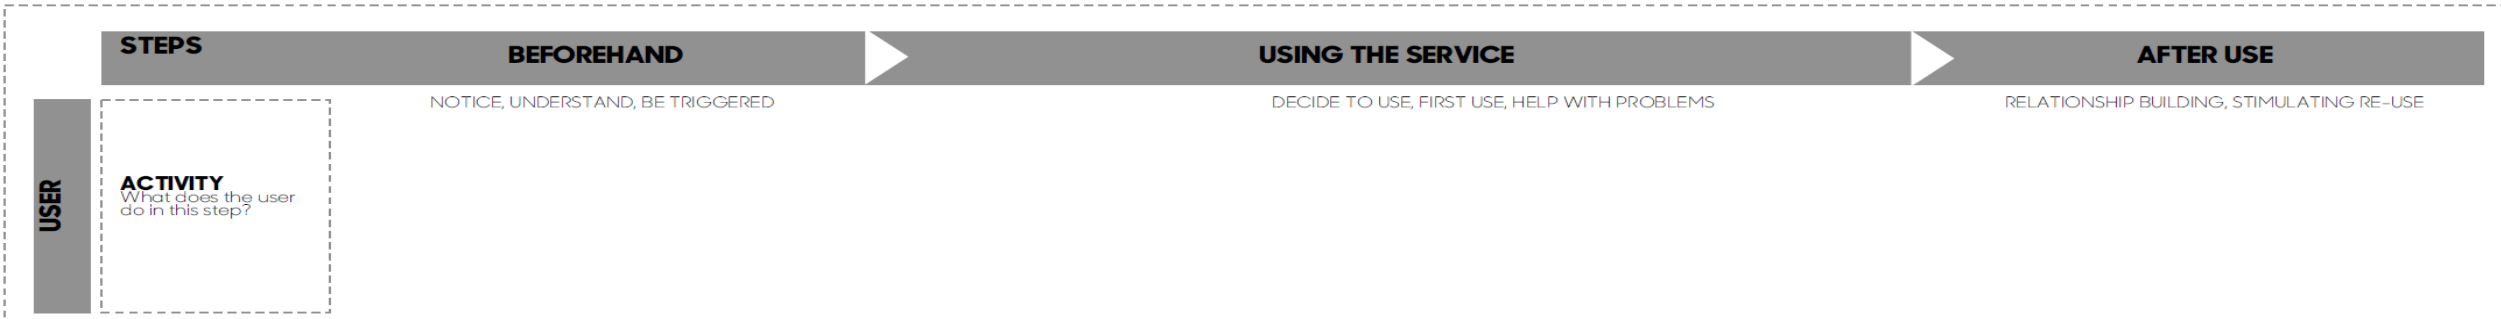 STEPS
BEFOREHAND
USING THE SERVICE
AFTER USE
NOTICE, UNDERSTAND, BE TRIGGERED
DECIDE TO USE, FIRST USE, HELP WITH PROBLEMS
RELATIONSHIP BUILDING, STIMULATING RE-USE
USER
ACTIVITY
What does the user
do in this step?